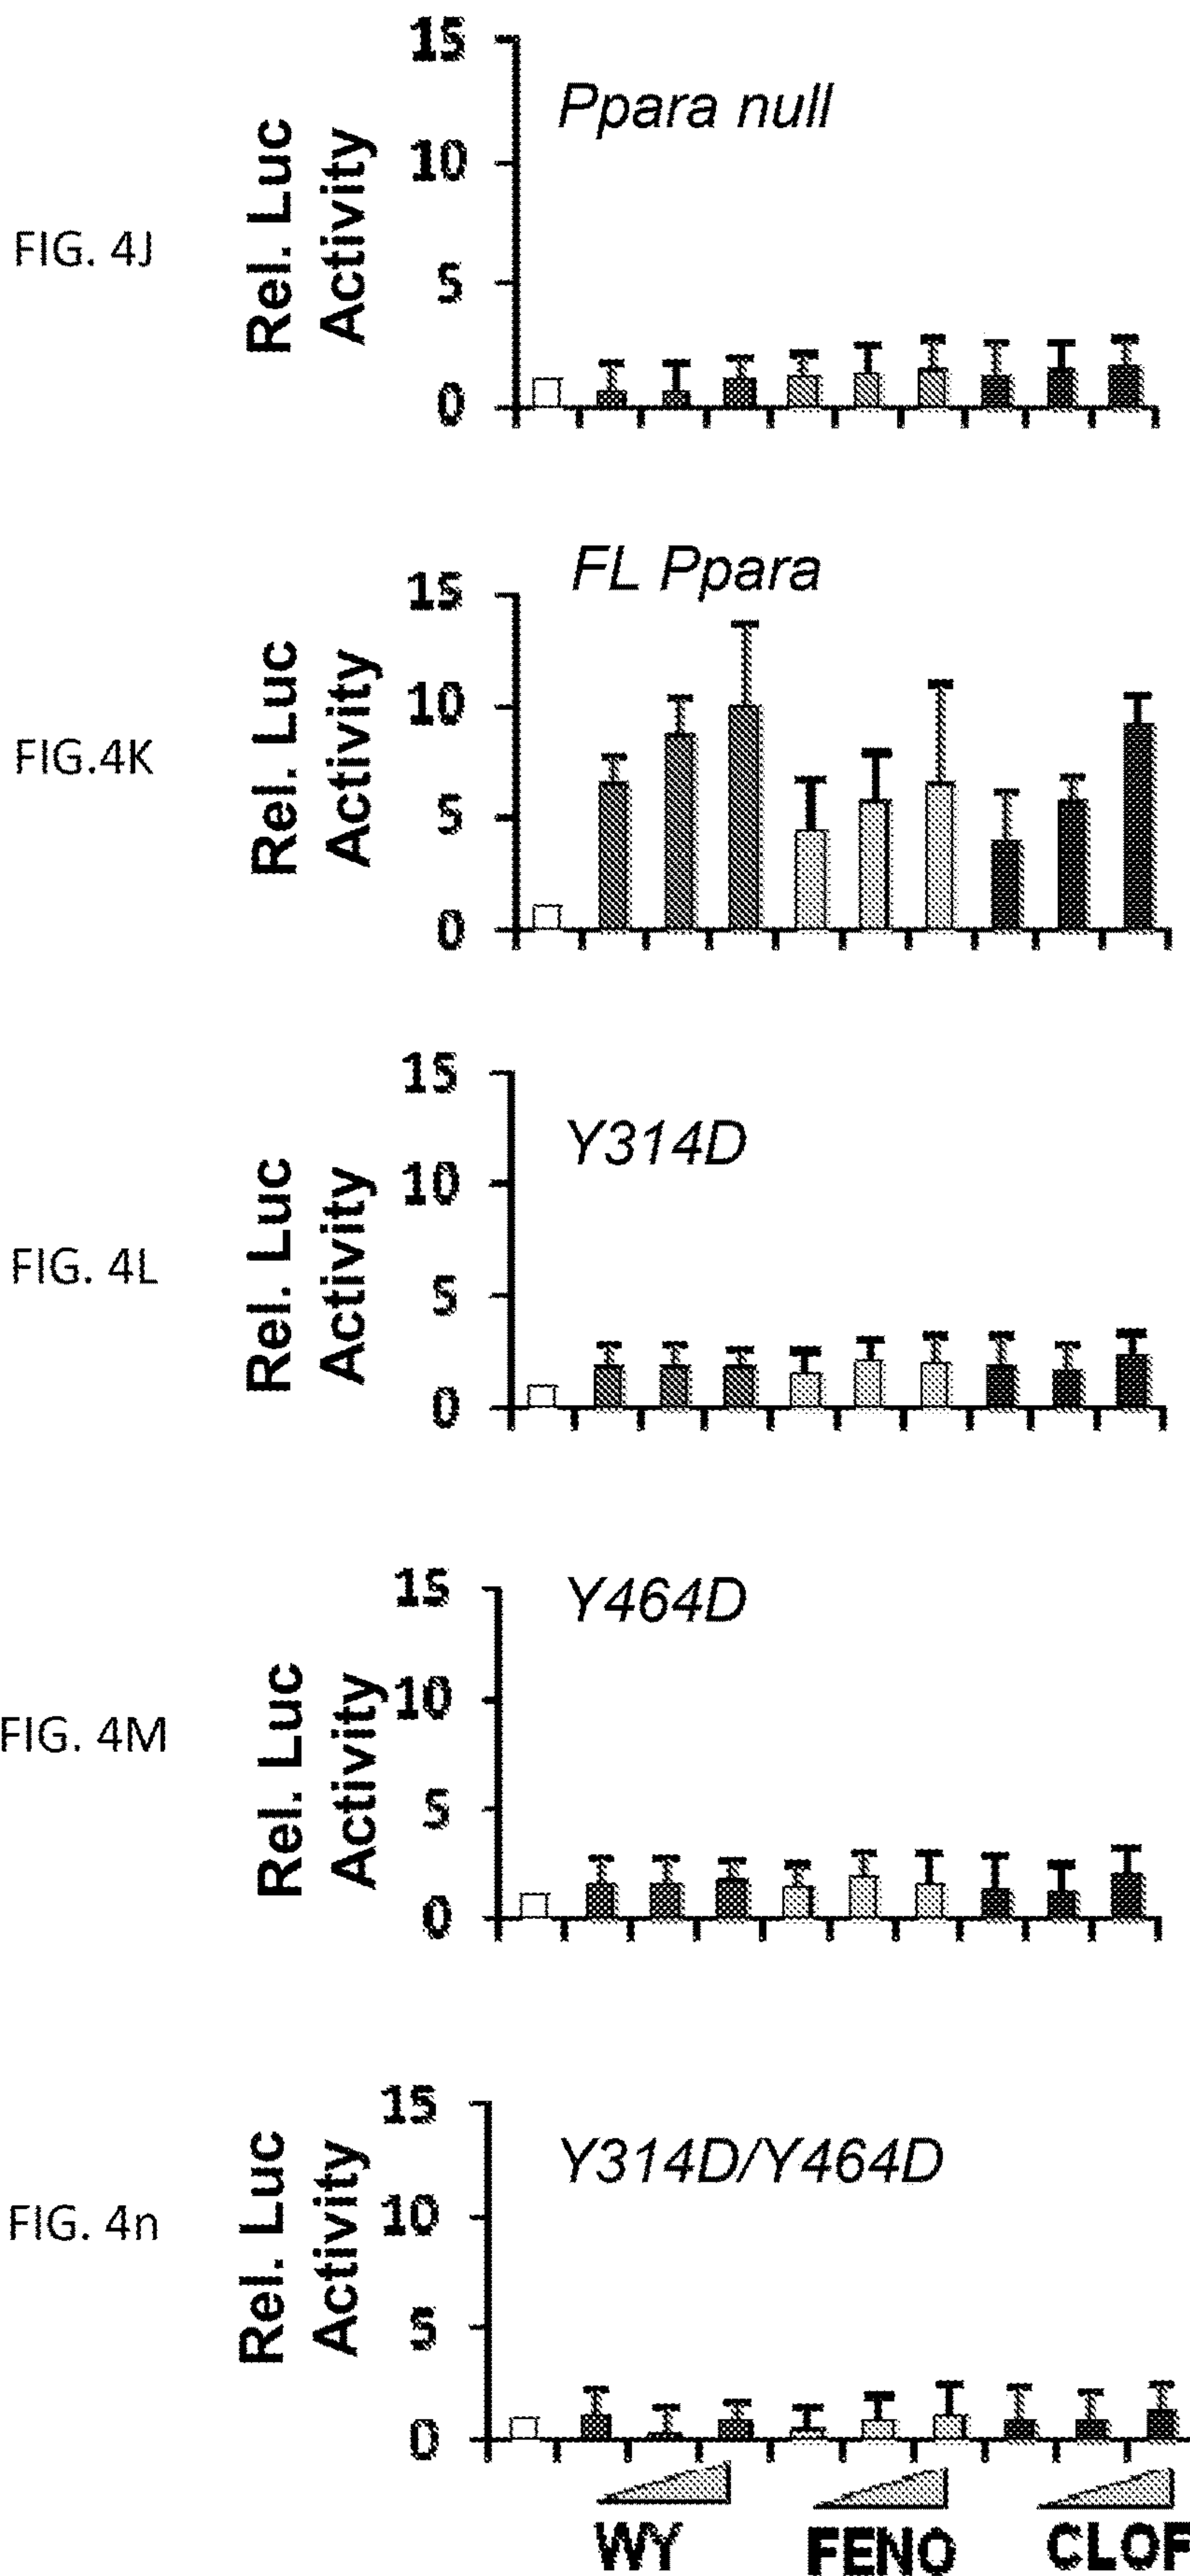 FIG. 4J
Rel. Luc
Activity
15
10
5
0
Ppara null
FIG.4K
Rel. Luc
Activity
15
10
5
0
FL Ppara
FIG. 4L
Rel. Luc
Activity
15
10
5
0
Y314D
FIG. 4M
Rel. Luc
Activity
15
10
5
0
Y464D
FIG. 4n
Rel. Luc
Activity
15
10
5
0
Y314D/Y464D
WY FENO CLOF